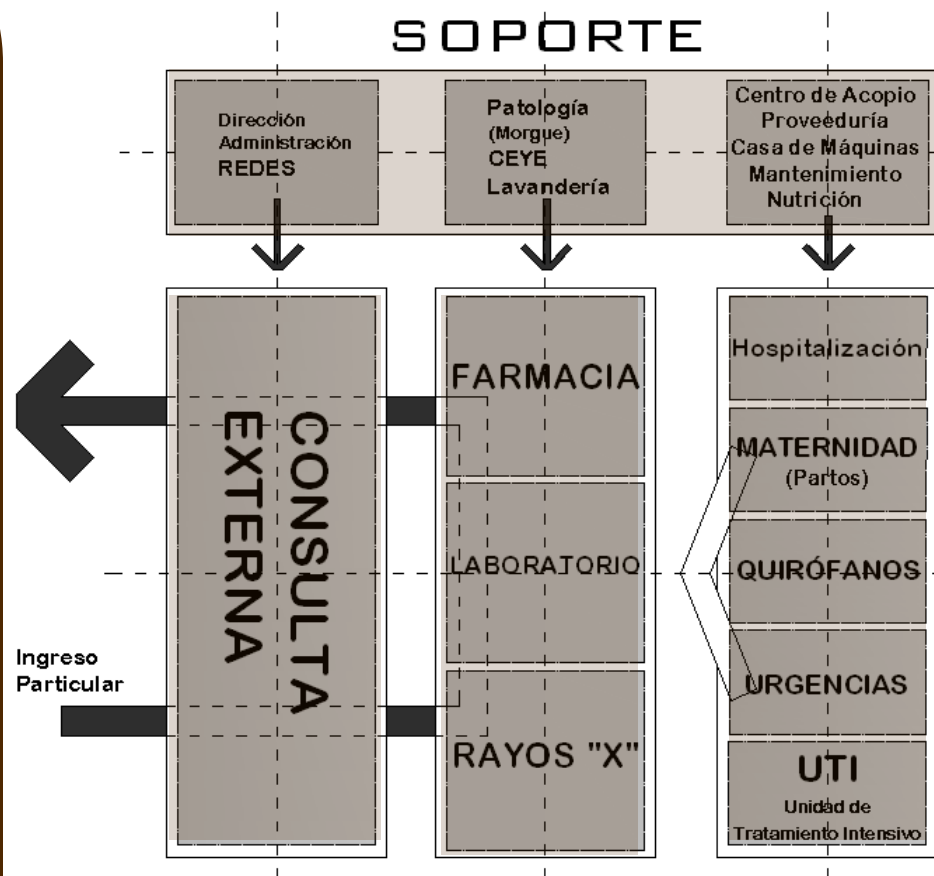 SOPORTE
Dirección
Administración
REDES
Patología
(Morgue)
CEYE
Lavandería
Centro de Acopio
Proveeduría
Casa de Máquinas
Mantenimiento
Nutrición
CONSULTA
EXTERNA
FARMACIA
LABORATORIO
RAYOS "X"
Hospitalización
MATERNIDAD
(Partos)
QUIRÓFANOS
URGENCIAS
UTI
Unidad de
Tratamiento Intensivo
Ingreso
Particular